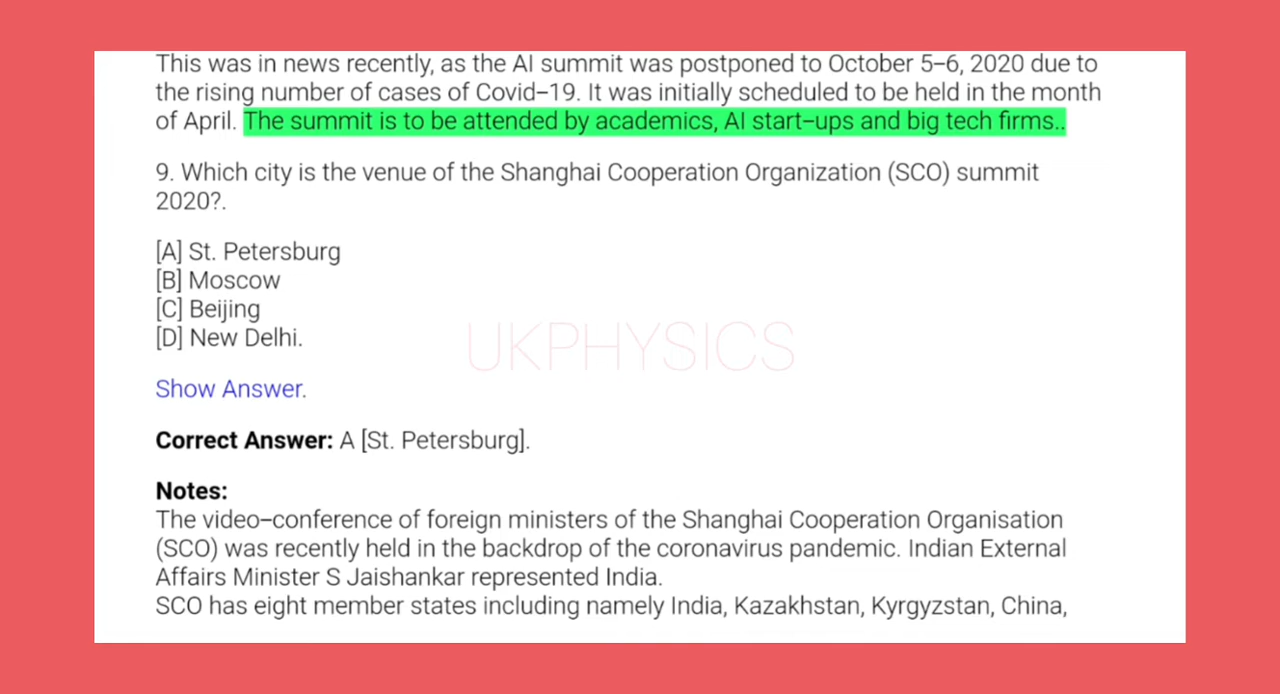 This was in news recently, as the AI summit was postponed to October 5–6, 2020 due to
the rising number of cases of Covid–19. It was initially scheduled to be held in the month
of April. The summit is to be attended by academics, AI start–ups and big tech firms..
9. Which city is the venue of the Shanghai Cooperation Organization (SCO) summit
2020?.
[A] St. Petersburg
[B] Moscow
[C] Beijing
[D] New Delhi.
UKPHYSICS
Show Answer.
Correct Answer: A [St. Petersburg].
Notes:
The video–conference of foreign ministers of the Shanghai Cooperation Organisation
(SCO) was recently held in the backdrop of the coronavirus pandemic. Indian External
Affairs Minister S Jaishankar represented India.
SCO has eight member states including namely India, Kazakhstan, Kyrgyzstan, China,